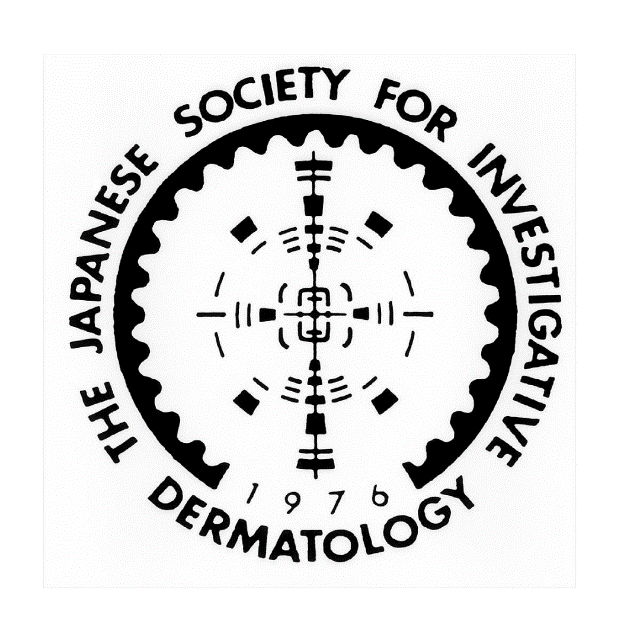 THE JAPANESE SOCIETY FOR INVESTIGATIVE
DERMATOLOGY
1976